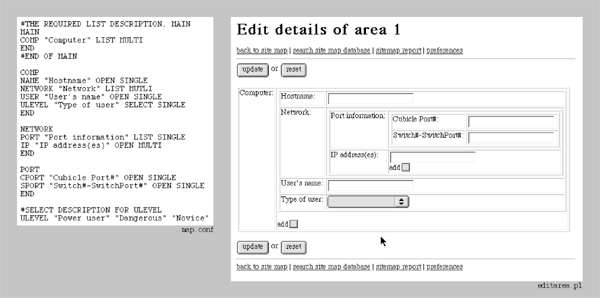 #THE REQUIRED LIST DESCRIPTION, MAIN
MAIN
COMP "Computer" LIST MULTI
END
#END OF MAIN
COMP
NAME "Hostname" OPEN SINGLE
NETWORK "Network" LIST MUTLI
USER "User's name" OPEN SINGLE
ULEVEL "Type of user" SELECT SINGLE
END
NETWORK
PORT "Port information" LIST SINGLE
IP "IP address(es)" OPEN MULTI
END
PORT
CPORT "Cubicle Port#" OPEN SINGLE
SPORT "Switch#-SwitchPort#" OPEN SINGLE
END
#SELECT DESCRIPTION FOR ULEVEL
ULEVEL "Power user" "Dangerous" "Novice"
map.conf
Edit details of area 1
back to site map | search site map database | sitemap report | preferences
update or reset
Computer:
Hostname:
Network:
Port information:
Cubicle Port#:
Switch#-SwitchPort#:
IP address(es):
add
User's name:
Type of user:
add
update or reset
back to site map | search site map database | sitemap report | preferences
editarea.pl